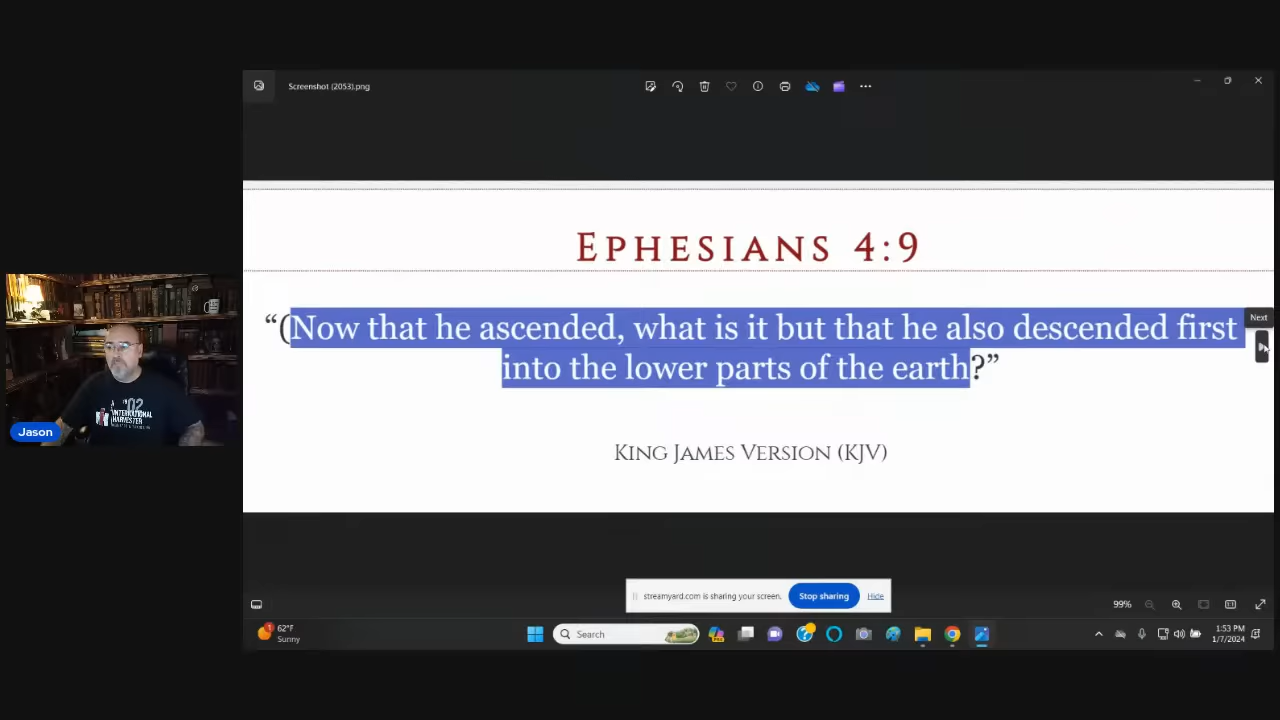 Screenshot (2053).png
EPHESIANS 4:9
“(Now that he ascended, what is it but that he also descended first
into the lower parts of the earth?”
Next
KING JAMES VERSION (KJV)
Jason
INTERNATIONAL
HARVESTER
streamyard.com is sharing your screen.
Stop sharing
Hide
99%
62°F
Sunny
Search
1:53 PM
1/7/2024